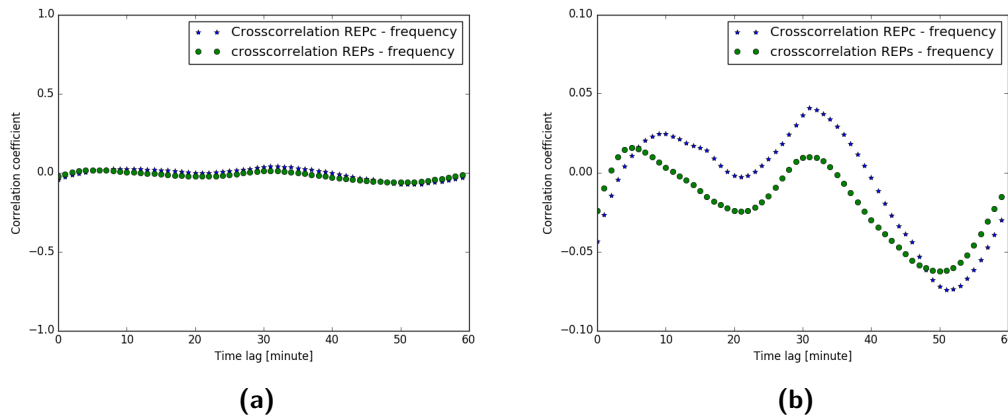 1.0
0.5
0.0
−0.5
−1.0
Correlation coefficient
Crosscorrelation REPc - frequency
crosscorrelation REPs - frequency
0 10 20 30 40 50 60
Time lag [minute]
(a)
0.10
0.05
0.00
−0.05
−0.10
Correlation coefficient
Crosscorrelation REPc - frequency
crosscorrelation REPs - frequency
0 10 20 30 40 50
Time lag [minute]
(b)